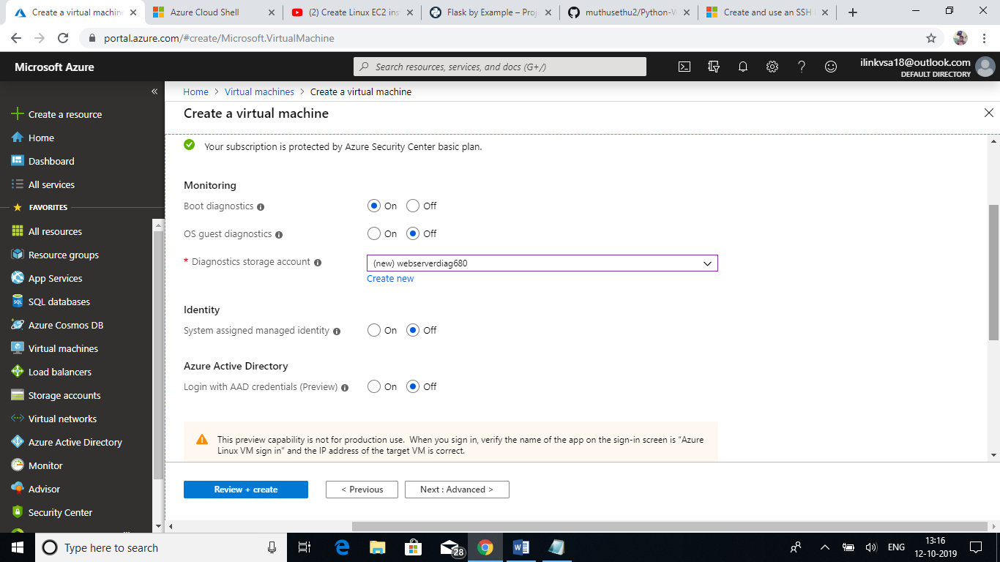 Create a virtual machine
Azure Cloud Shell
(2) Create Linux EC2 ins
Flask by Example – Proje
muthusethu2/Python-W
Create and use an SSH
portal.azure.com/#create/Microsoft.VirtualMachine
Microsoft Azure
Search resources, services, and docs (G+/)
ilinkvsa18@outlook.com
DEFAULT DIRECTORY
Home > Virtual machines > Create a virtual machine
Create a virtual machine
Create a resource
Home
Dashboard
All services
FAVORITES
All resources
Resource groups
App Services
SQL databases
Azure Cosmos DB
Virtual machines
Load balancers
Storage accounts
Virtual networks
Azure Active Directory
Monitor
Advisor
Security Center
Your subscription is protected by Azure Security Center basic plan.
Monitoring
Boot diagnostics On Off
OS guest diagnostics On Off
* Diagnostics storage account (new) webserverdiag680
Create new
Identity
System assigned managed identity On Off
Azure Active Directory
Login with AAD credentials (Preview) On Off
This preview capability is not for production use. When you sign in, verify the name of the app on the sign-in screen is "Azure
Linux VM sign in" and the IP address of the target VM is correct.
Review + create
< Previous
Next : Advanced >
Type here to search
28
ENG
13:16
12-10-2019